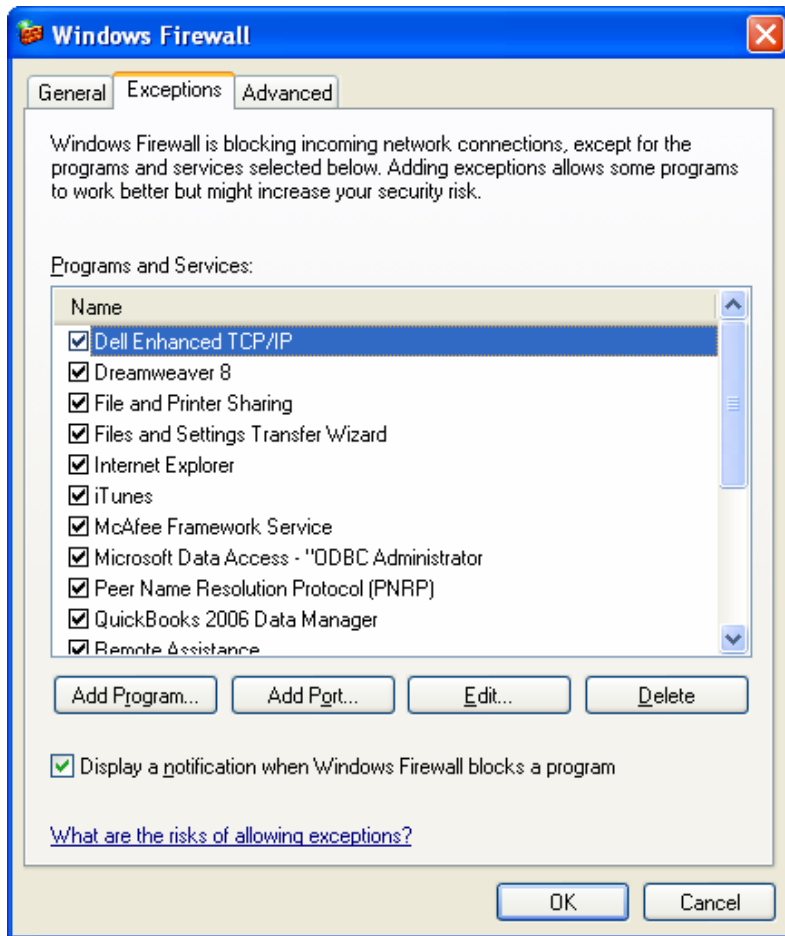 Windows Firewall
General
Exceptions
Advanced
Windows Firewall is blocking incoming network connections, except for the
programs and services selected below. Adding exceptions allows some programs
to work better but might increase your security risk.
Programs and Services:
Name
Dell Enhanced TCP/IP
Dreamweaver 8
File and Printer Sharing
Files and Settings Transfer Wizard
Internet Explorer
iTunes
McAfee Framework Service
Microsoft Data Access - "ODBC Administrator
Peer Name Resolution Protocol (PNRP)
QuickBooks 2006 Data Manager
Remote Assistance
Add Program...
Add Port...
Edit...
Delete
Display a notification when Windows Firewall blocks a program
What are the risks of allowing exceptions?
OK
Cancel